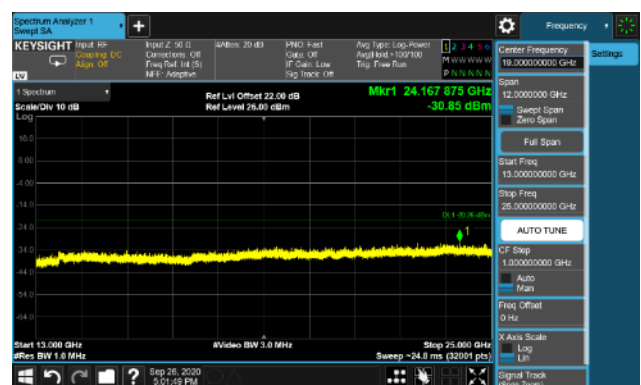 Spectrum Analyzer 1
Swept SA
+
Frequency
KEYSIGHT
Input: RF
Coupling: DC
Align: Off
Input Z: 50 Ω
Corrections: Off
Freq Ref: Int (S)
NFE: Adaptive
#Atten: 20 dB
PNO: Fast
Gate: Off
IF Gain: Low
Sig Track: Off
Avg Type: Log-Power
Avg|Hold:>100/100
Trig: Free Run
1 2 3 4 5 6
M W W W W W
P N N N N N
LV
1 Spectrum
Scale/Div 10 dB
Log
Ref Lvl Offset 22.00 dB
Ref Level 26.00 dBm
Mkr1 24.167 875 GHz
-30.85 dBm
16.0
6.00
-4.00
-14.0
-24.0
-34.0
-44.0
-54.0
-64.0
1
Start 13.000 GHz
#Res BW 1.0 MHz
#Video BW 3.0 MHz
Stop 25.000 GHz
Sweep ~24.8 ms (32001 pts)
Sep 26, 2020
5:01:49 PM
?
Center Frequency
19.000000000 GHz
Settings
Span
12.0000000 GHz
Swept Span
Zero Span
Full Span
Start Freq
13.000000000 GHz
Stop Freq
25.000000000 GHz
AUTO TUNE
CF Step
1.000000000 GHz
Auto
Man
Freq Offset
0 Hz
X Axis Scale
Log
Lin
Signal Track